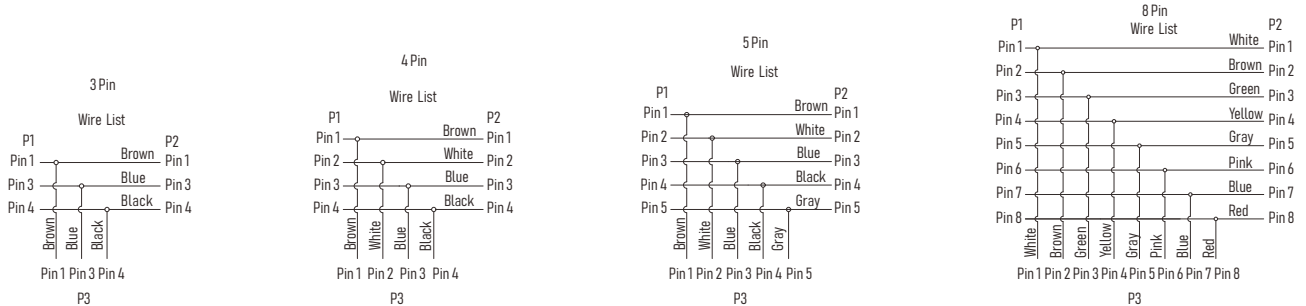 3 Pin
Wire List
P1
P2
Pin 1
Brown
Pin 1
Pin 3
Blue
Pin 3
Pin 4
Black
Pin 4
Brown
Blue
Black
Pin 1 Pin 3 Pin 4
P3
4 Pin
Wire List
P1
P2
Pin 1
Brown
Pin 1
Pin 2
White
Pin 2
Pin 3
Blue
Pin 3
Pin 4
Black
Pin 4
Brown
White
Blue
Black
Pin 1 Pin 2 Pin 3 Pin 4
P3
5 Pin
Wire List
P1
P2
Pin 1
Brown
Pin 1
Pin 2
White
Pin 2
Pin 3
Blue
Pin 3
Pin 4
Black
Pin 4
Pin 5
Gray
Pin 5
Brown
White
Blue
Black
Gray
Pin 1 Pin 2 Pin 3 Pin 4 Pin 5
P3
8 Pin
Wire List
P1
P2
Pin 1
White
Pin 1
Pin 2
Brown
Pin 2
Pin 3
Green
Pin 3
Pin 4
Yellow
Pin 4
Pin 5
Gray
Pin 5
Pin 6
Pink
Pin 6
Pin 7
Blue
Pin 7
Pin 8
Red
Pin 8
White
Brown
Green
Yellow
Gray
Pink
Blue
Red
Pin 1 Pin 2 Pin 3 Pin 4 Pin 5 Pin 6 Pin 7 Pin 8
P3